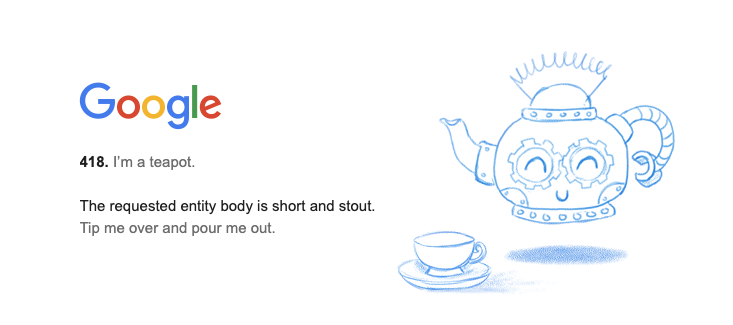 Google
418. I'm a teapot.
The requested entity body is short and stout.
Tip me over and pour me out.